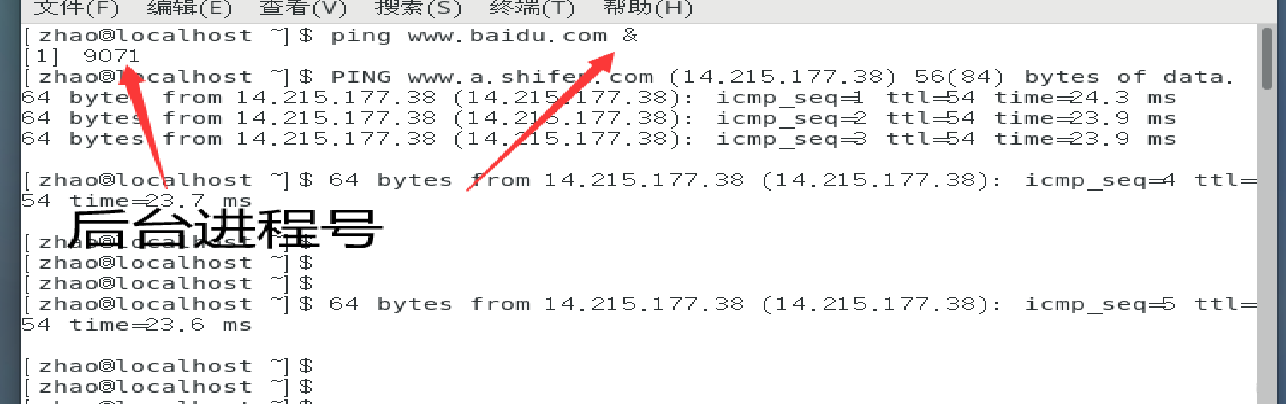 文件(F) 编辑(E) 查看(V) 搜索(S) 终端(T) 帮助(H)
[zhao@localhost ~]$ ping www.baidu.com &
[1] 9071
[zhao@localhost ~]$ PING www.a.shifen.com (14.215.177.38) 56(84) bytes of data.
64 bytes from 14.215.177.38 (14.215.177.38): icmp_seq=1 ttl=54 time=24.3 ms
64 bytes from 14.215.177.38 (14.215.177.38): icmp_seq=2 ttl=54 time=23.9 ms
64 bytes from 14.215.177.38 (14.215.177.38): icmp_seq=3 ttl=54 time=23.9 ms
[zhao@localhost ~]$ 64 bytes from 14.215.177.38 (14.215.177.38): icmp_seq=4 ttl=
54 time=23.7 ms
后台进程号
[zhao@localhost ~]$
[zhao@localhost ~]$
[zhao@localhost ~]$
[zhao@localhost ~]$ 64 bytes from 14.215.177.38 (14.215.177.38): icmp_seq=5 ttl=
54 time=23.6 ms
[zhao@localhost ~]$
[zhao@localhost ~]$